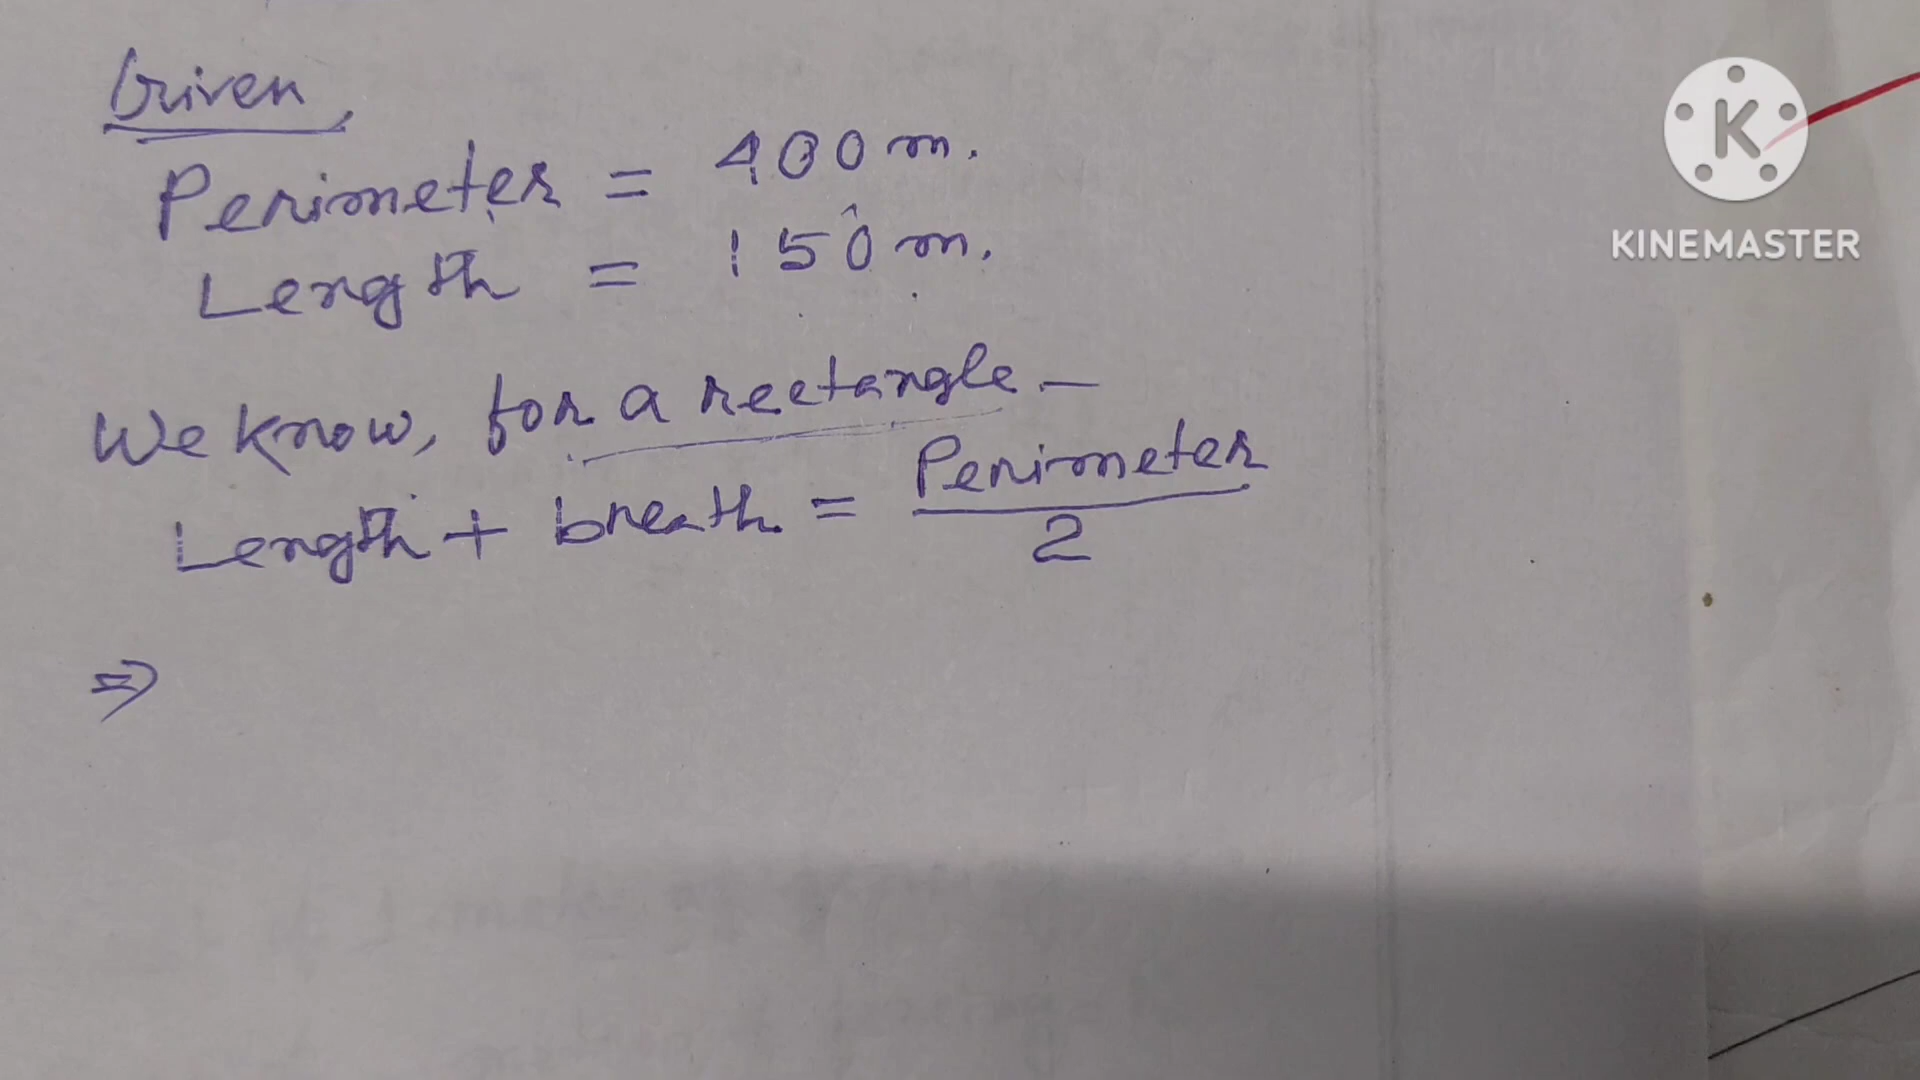 Given,
Perimeter = 400 m.
Length = 150 m.
We know, for a rectangle –
Length + breath = Perimeter
2
⇒
K
KINEMASTER